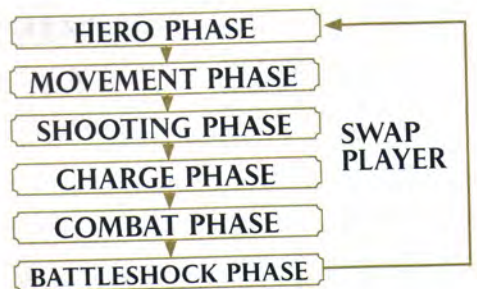 HERO PHASE
MOVEMENT PHASE
SHOOTING PHASE
CHARGE PHASE
COMBAT PHASE
BATTLESHOCK PHASE
SWAP
PLAYER